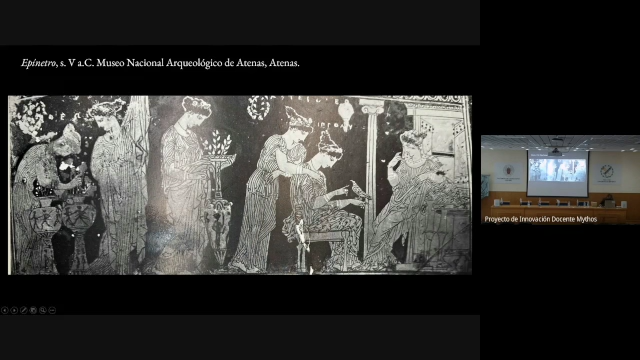 Epínetro, s. V a.C. Museo Nacional Arqueológico de Atenas, Atenas.
Proyecto de Innovación Docente Mythos